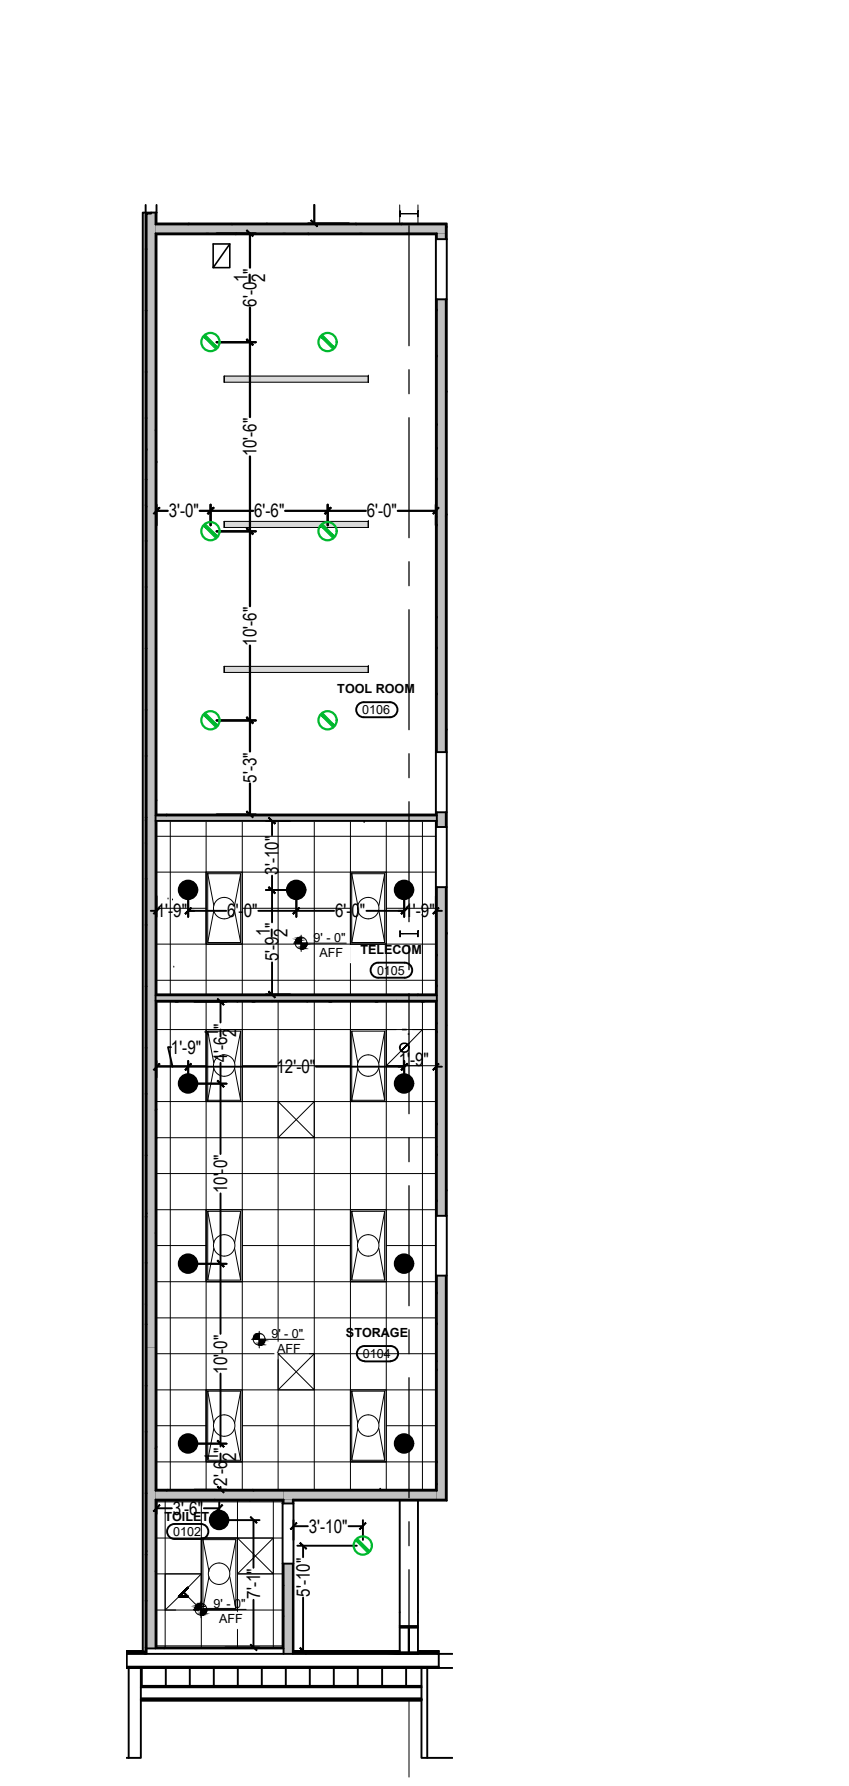 6'-0 1/2"
10'-6"
3'-0"
6'-6"
6'-0"
10'-6"
TOOL ROOM
0106
5'-3"
3'-10"
1'-9"
6'-0"
6'-0"
1'-9"
5'-9 1/2"
9' - 0"
AFF
TELECOM
0105
4'-6 1/2"
1'-9"
12'-0"
1'-9"
10'-0"
9' - 0"
AFF
STORAGE
0104
10'-0"
2'-6 1/2"
3'-6"
TOILET
0102
3'-10"
5'-10"
7'-1"
9' - 0"
AFF